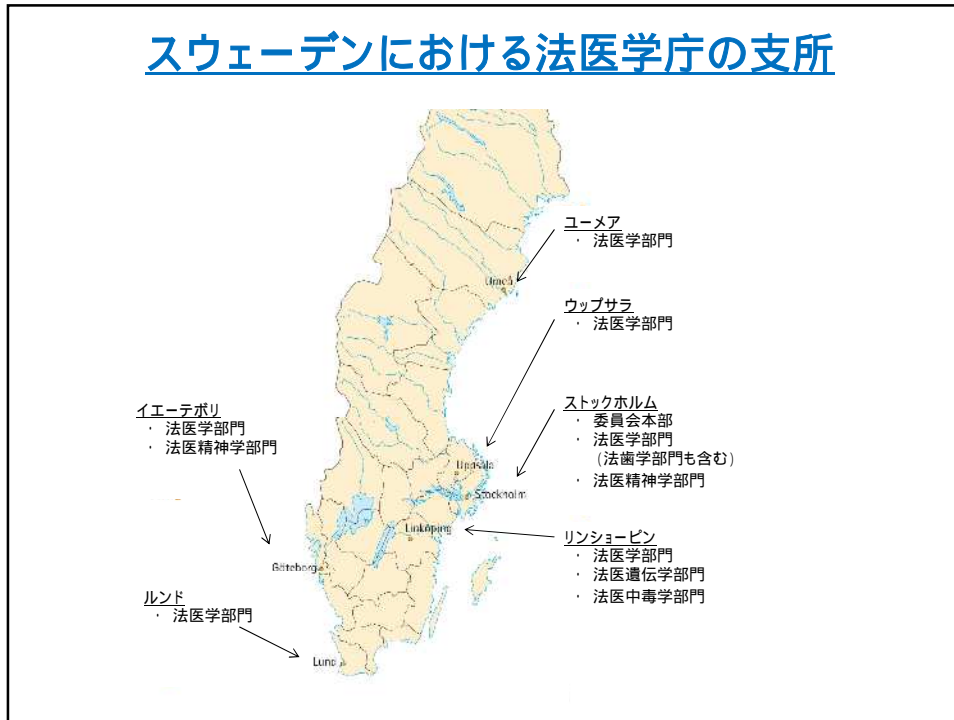 スウェーデンにおける法医学庁の支所
ユーメア
・ 法医学部門
Umeå
ウップサラ
・ 法医学部門
イエーテボリ
・ 法医学部門
・ 法医精神学部門
ストックホルム
・ 委員会本部
・ 法医学部門
(法歯学部門も含む)
・ 法医精神学部門
Uppsala
Stockholm
Linköping
リンショーピン
・ 法医学部門
・ 法医遺伝学部門
・ 法医中毒学部門
Göteborg
ルンド
・ 法医学部門
Lund